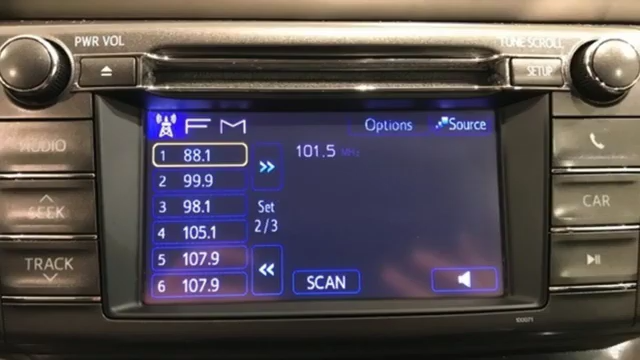 PWR VOL
TUNE SCROLL
SETUP
FM
Options
Source
1 88.1
101.5 MHz
2 99.9
3 98.1
Set
2/3
4 105.1
5 107.9
6 107.9
SCAN
AUDIO
SEEK
TRACK
CAR